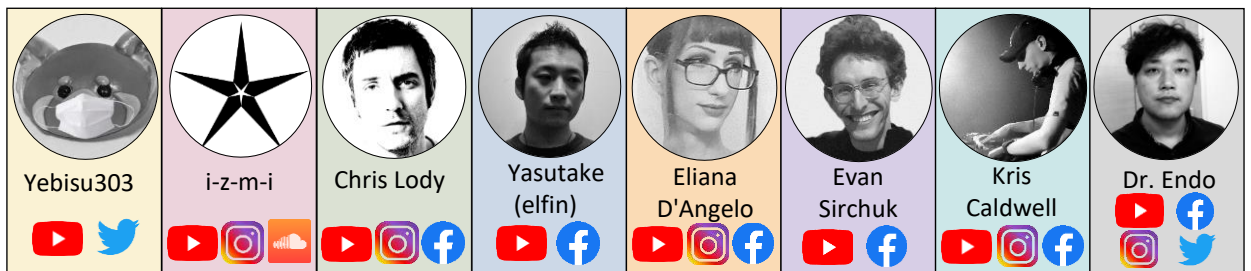 Yebisu303
i-z-m-i
Chris Lody
Yasutake
(elfin)
Eliana
D'Angelo
Evan
Sirchuk
Kris
Caldwell
Dr. Endo